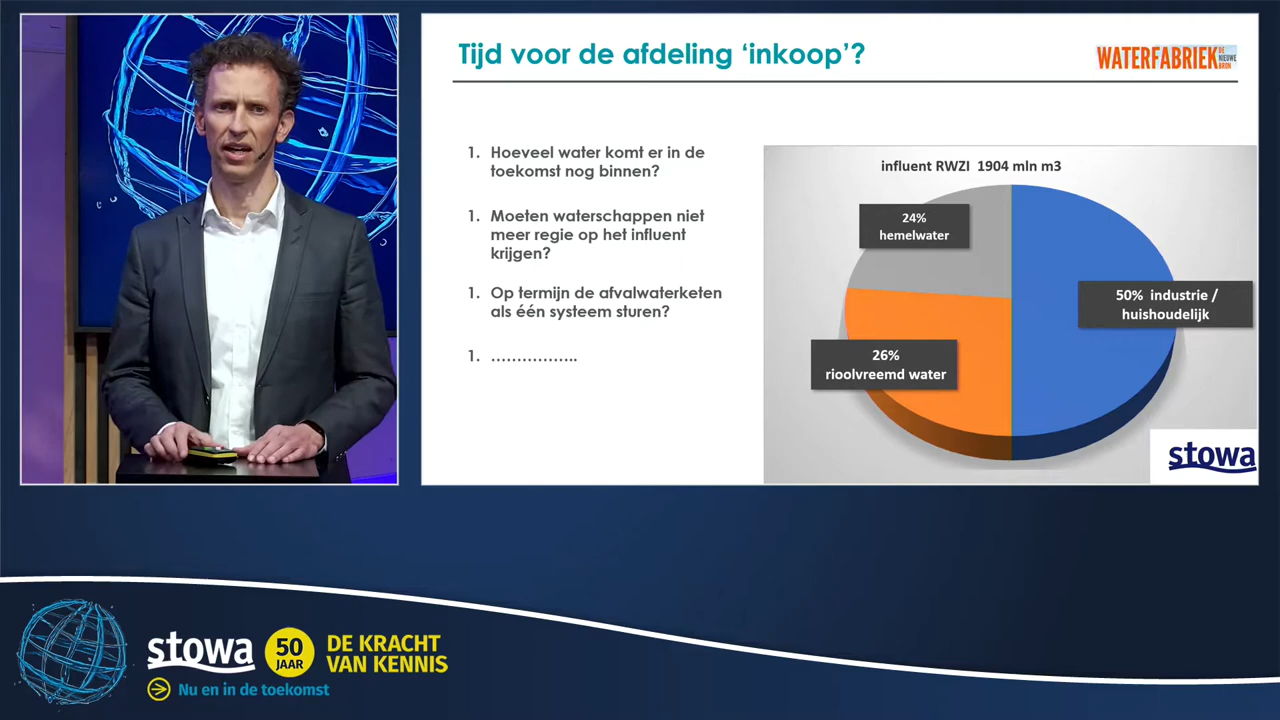 Tijd voor de afdeling ‘inkoop’?
WATERFABRIEK
DE
NIEUWE
BRON
1. Hoeveel water komt er in de
toekomst nog binnen?
1. Moeten waterschappen niet
meer regie op het influent
krijgen?
1. Op termijn de afvalwaterketen
als één systeem sturen?
1. ……………..
influent RWZI 1904 mln m3
24%
hemelwater
50% industrie /
huishoudelijk
26%
rioolvreemd water
stowa
stowa
50
JAAR
DE KRACHT
VAN KENNIS
Nu en in de toekomst